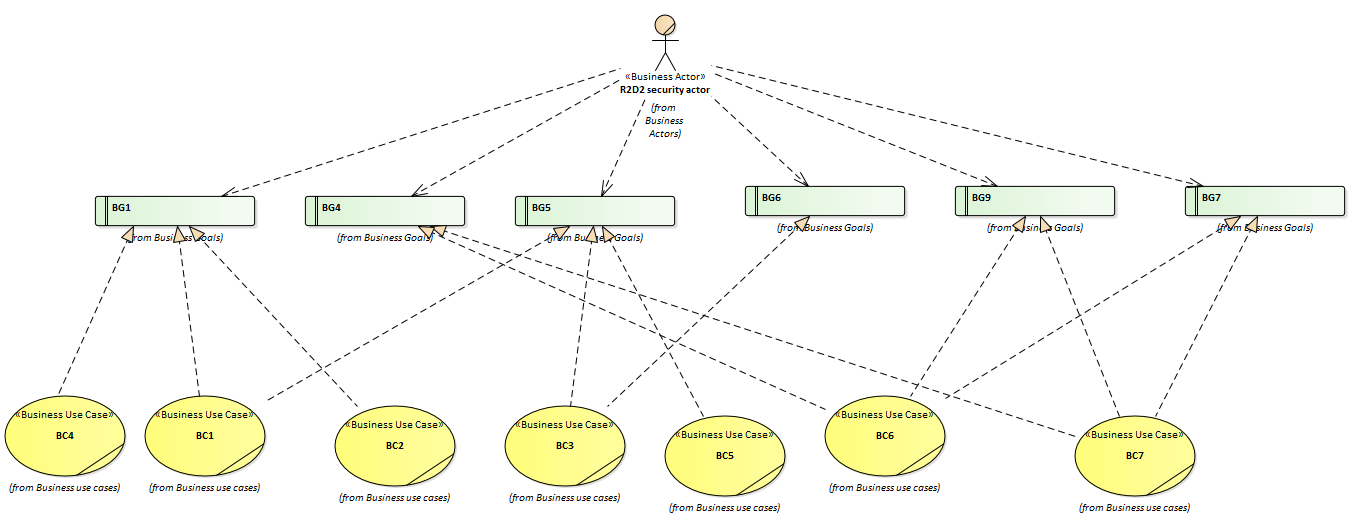 «Business Actor»
R2D2 security actor
(from
Business
Actors)
BG1
(from Business Goals)
BG4
(from Business Goals)
BG5
(from Business Goals)
BG6
(from Business Goals)
BG9
(from Business Goals)
BG7
(from Business Goals)
«Business Use Case»
BC4
(from Business use cases)
«Business Use Case»
BC1
(from Business use cases)
«Business Use Case»
BC2
(from Business use cases)
«Business Use Case»
BC3
(from Business use cases)
«Business Use Case»
BC5
(from Business use cases)
«Business Use Case»
BC6
(from Business use cases)
«Business Use Case»
BC7
(from Business use cases)